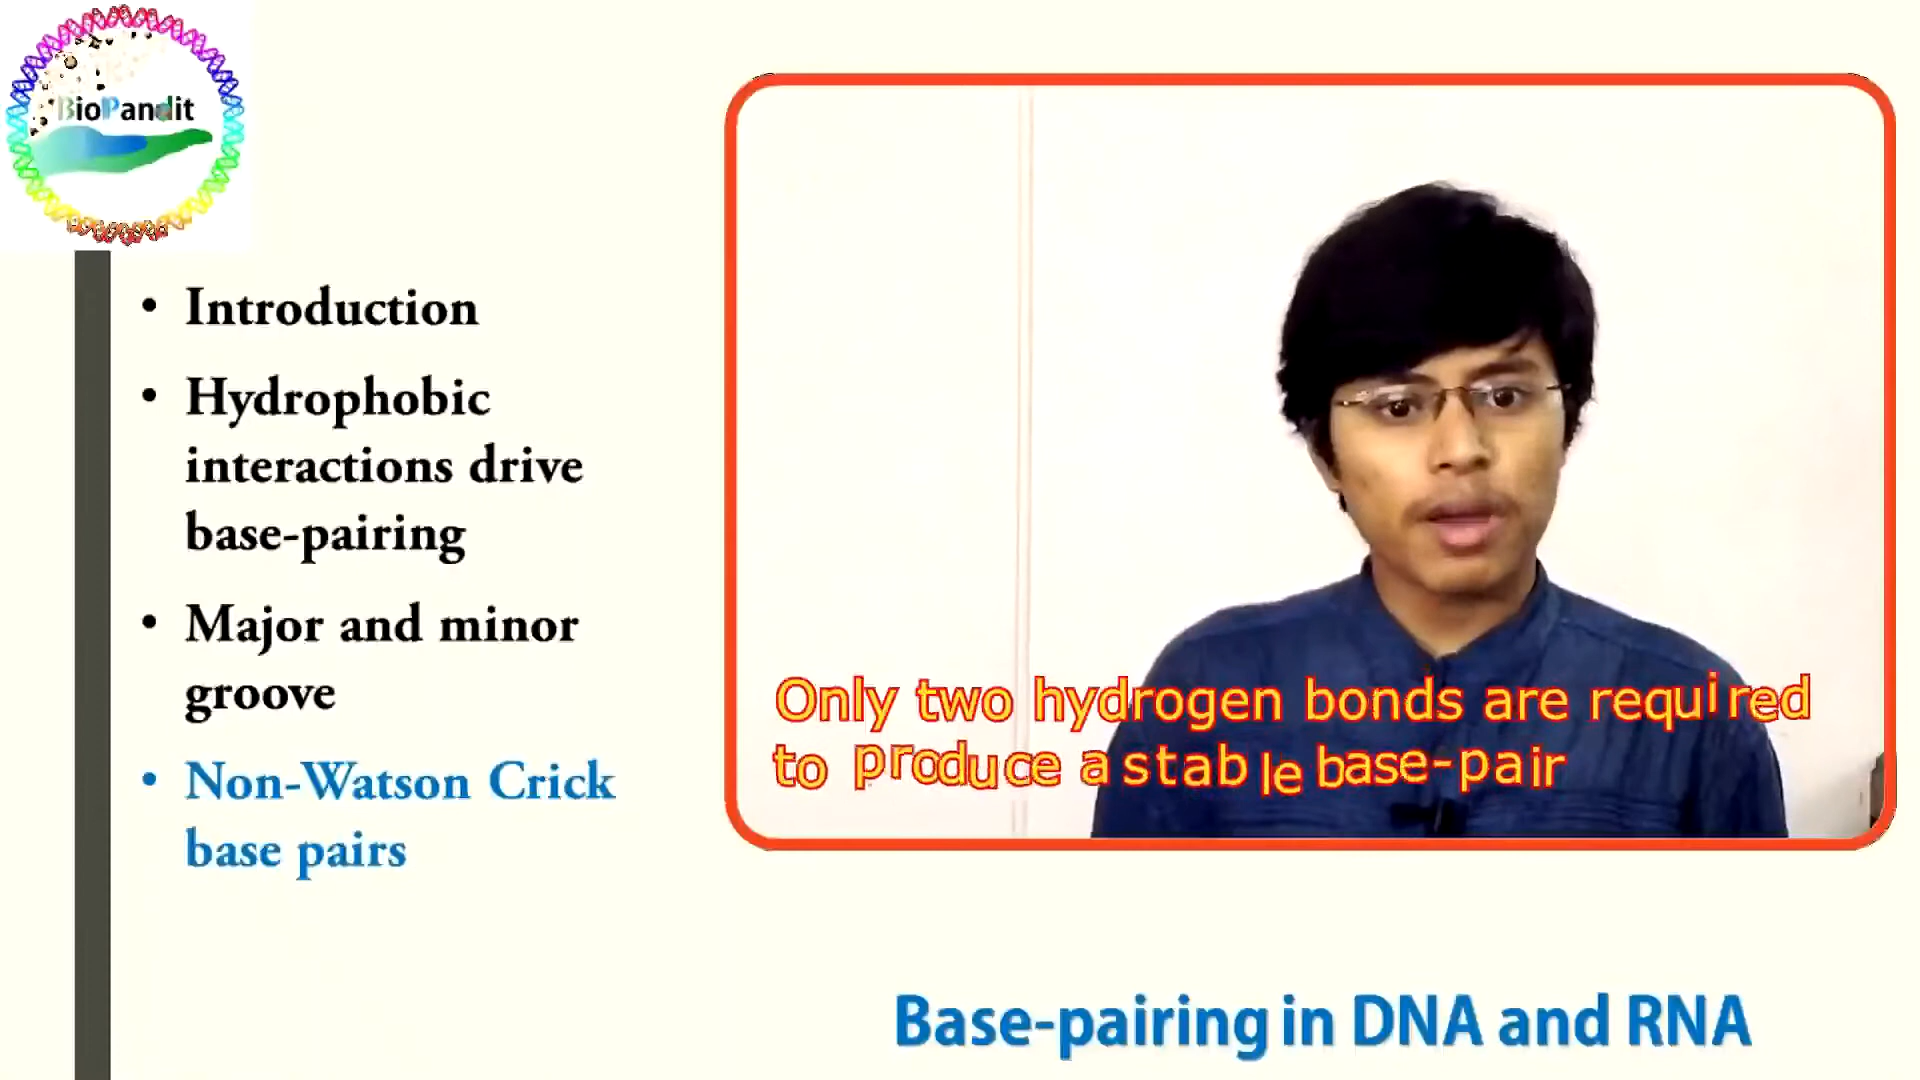 BioPandit
• Introduction
• Hydrophobic
interactions drive
base-pairing
• Major and minor
groove
• Non-Watson Crick
base pairs
Only two hydrogen bonds are required
to produce a stable base-pair
Base-pairing in DNA and RNA